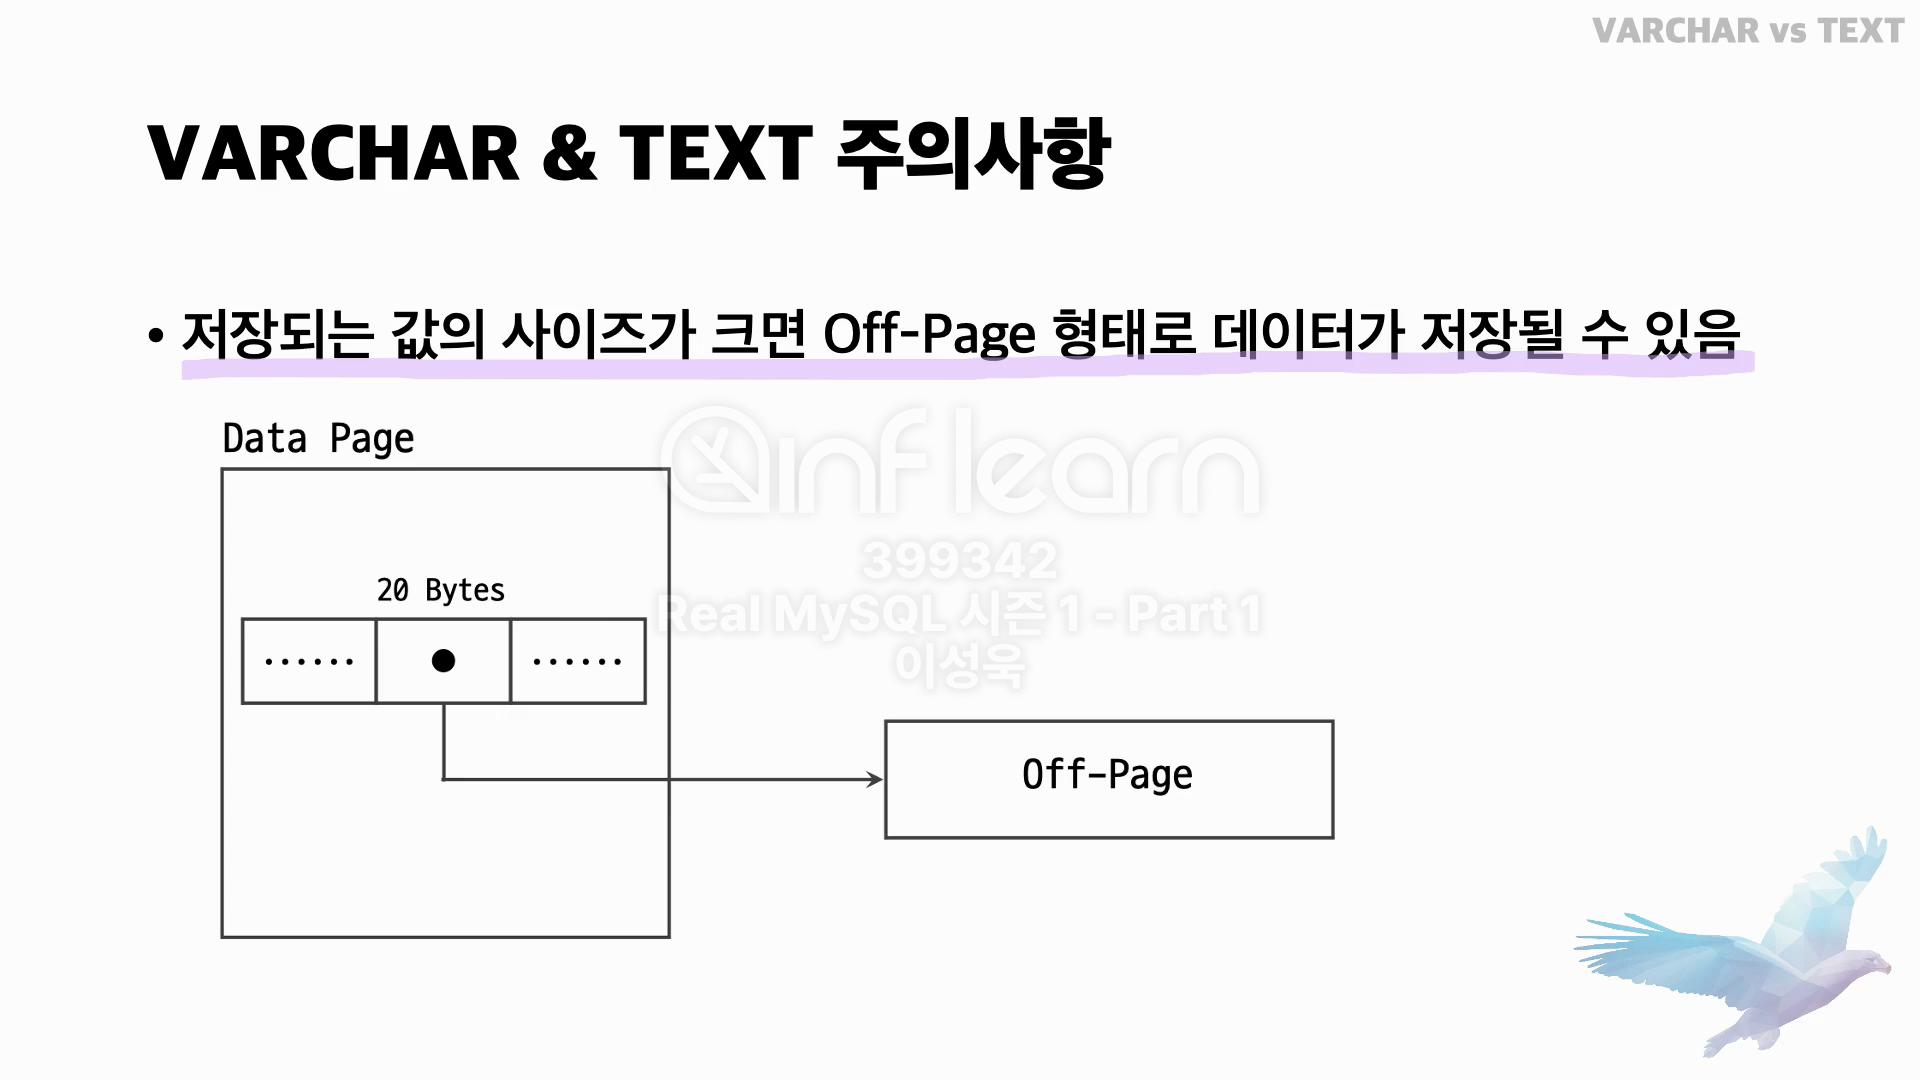 VARCHAR vs TEXT
VARCHAR & TEXT 주의사항
• 저장되는 값의 사이즈가 크면 Off-Page 형태로 데이터가 저장될 수 있음
Data Page
inflearn
399342
20 Bytes
Real MySQL 시즌 1 - Part 1
······ ● ······
이성욱
Off-Page